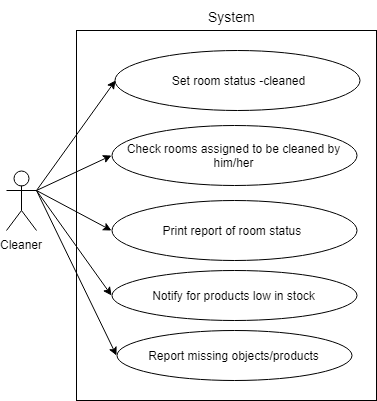 System
Set room status -cleaned
Check rooms assigned to be cleaned by
him/her
Print report of room status
Cleaner
Notify for products low in stock
Report missing objects/products